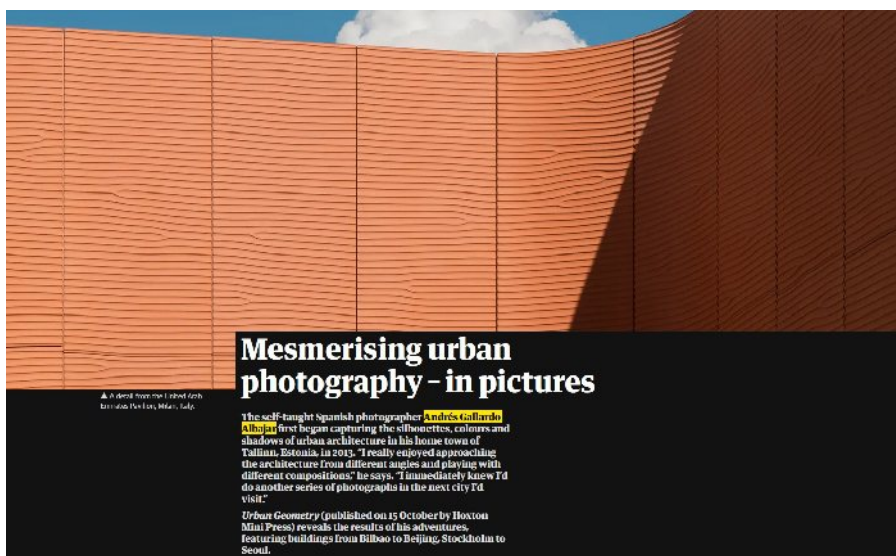 Mesmerising urban
photography – in pictures
▲ A detail from the United Arab
Emirates Pavilion, Milan, Italy.
The self-taught Spanish photographer Andrés Gallardo
Albajar first began capturing the silhouettes, colours and
shadows of urban architecture in his home town of
Tallinn, Estonia, in 2013. “I really enjoyed approaching
the architecture from different angles and playing with
different compositions,” he says. “I immediately knew I’d
do another series of photographs in the next city I’d
visit.”
Urban Geometry (published on 15 October by Hoxton
Mini Press) reveals the results of his adventures,
featuring buildings from Bilbao to Beijing, Stockholm to
Seoul.